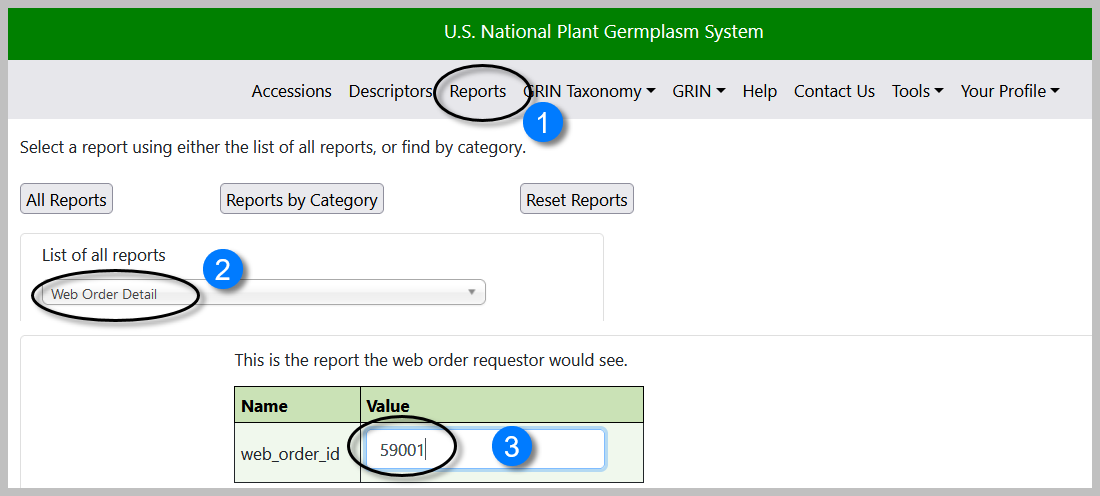 U.S. National Plant Germplasm System
Accessions Descriptors Reports GRIN Taxonomy GRIN Help Contact Us Tools Your Profile
1
Select a report using either the list of all reports, or find by category.
All Reports Reports by Category Reset Reports
List of all reports
2
Web Order Detail
This is the report the web order requestor would see.
Name Value
web_order_id 59001 3